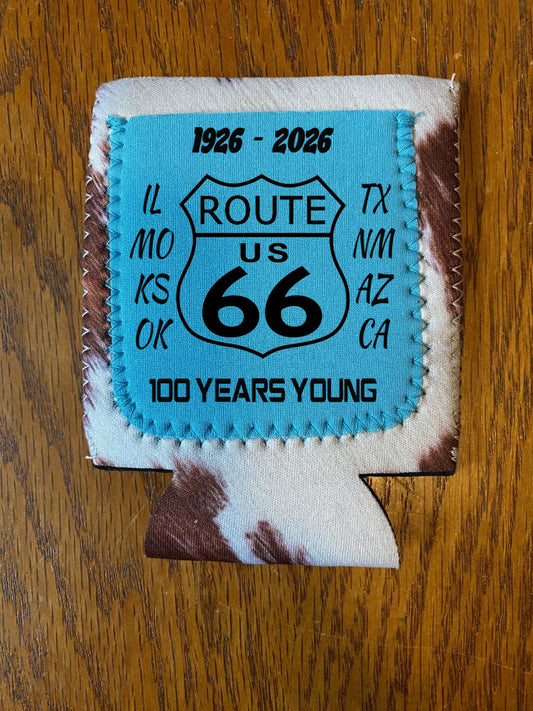 1926 - 2026
IL
MO
KS
OK
ROUTE
US
66
TX
NM
AZ
CA
100 YEARS YOUNG